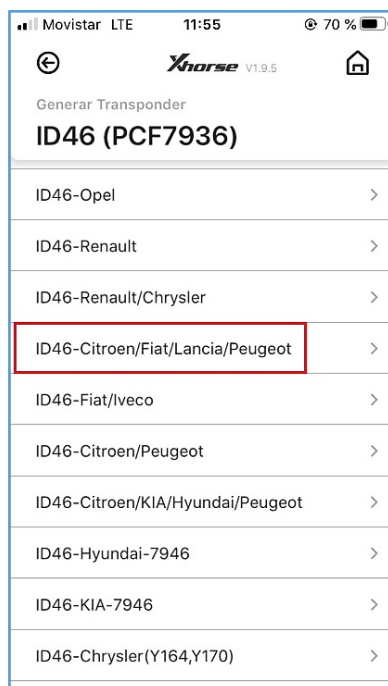 Movistar LTE 11:55 70 %
Xhorse V1.9.5
Generar Transponder
ID46 (PCF7936)
ID46-Opel
ID46-Renault
ID46-Renault/Chrysler
ID46-Citroen/Fiat/Lancia/Peugeot
ID46-Fiat/Iveco
ID46-Citroen/Peugeot
ID46-Citroen/KIA/Hyundai/Peugeot
ID46-Hyundai-7946
ID46-KIA-7946
ID46-Chrysler(Y164,Y170)